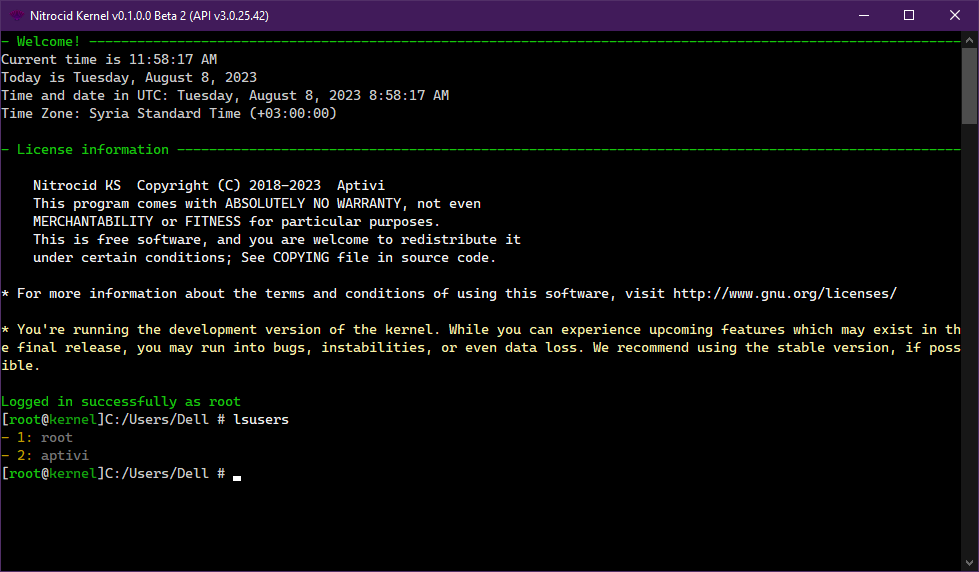 Nitrocid Kernel v0.1.0.0 Beta 2 (API v3.0.25.42)
- Welcome!
Current time is 11:58:17 AM
Today is Tuesday, August 8, 2023
Time and date in UTC: Tuesday, August 8, 2023 8:58:17 AM
Time Zone: Syria Standard Time (+03:00:00)
- License information
Nitrocid KS  Copyright (C) 2018-2023  Aptivi
This program comes with ABSOLUTELY NO WARRANTY, not even
MERCHANTABILITY or FITNESS for particular purposes.
This is free software, and you are welcome to redistribute it
under certain conditions; See COPYING file in source code.
* For more information about the terms and conditions of using this software, visit http://www.gnu.org/licenses/
* You're running the development version of the kernel. While you can experience upcoming features which may exist in th
e final release, you may run into bugs, instabilities, or even data loss. We recommend using the stable version, if poss
ible.
Logged in successfully as root
[root@kernel]C:/Users/Dell # lsusers
- 1: root
- 2: aptivi
[root@kernel]C:/Users/Dell #